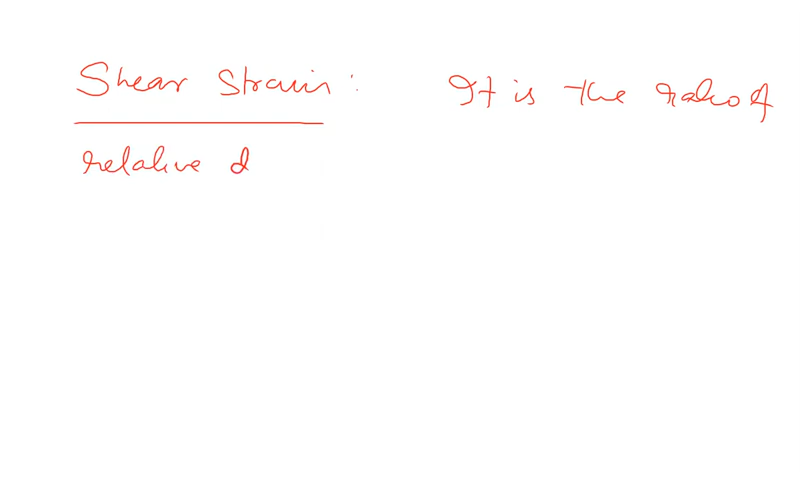 Shear Strain: It is the ratio of
relative d